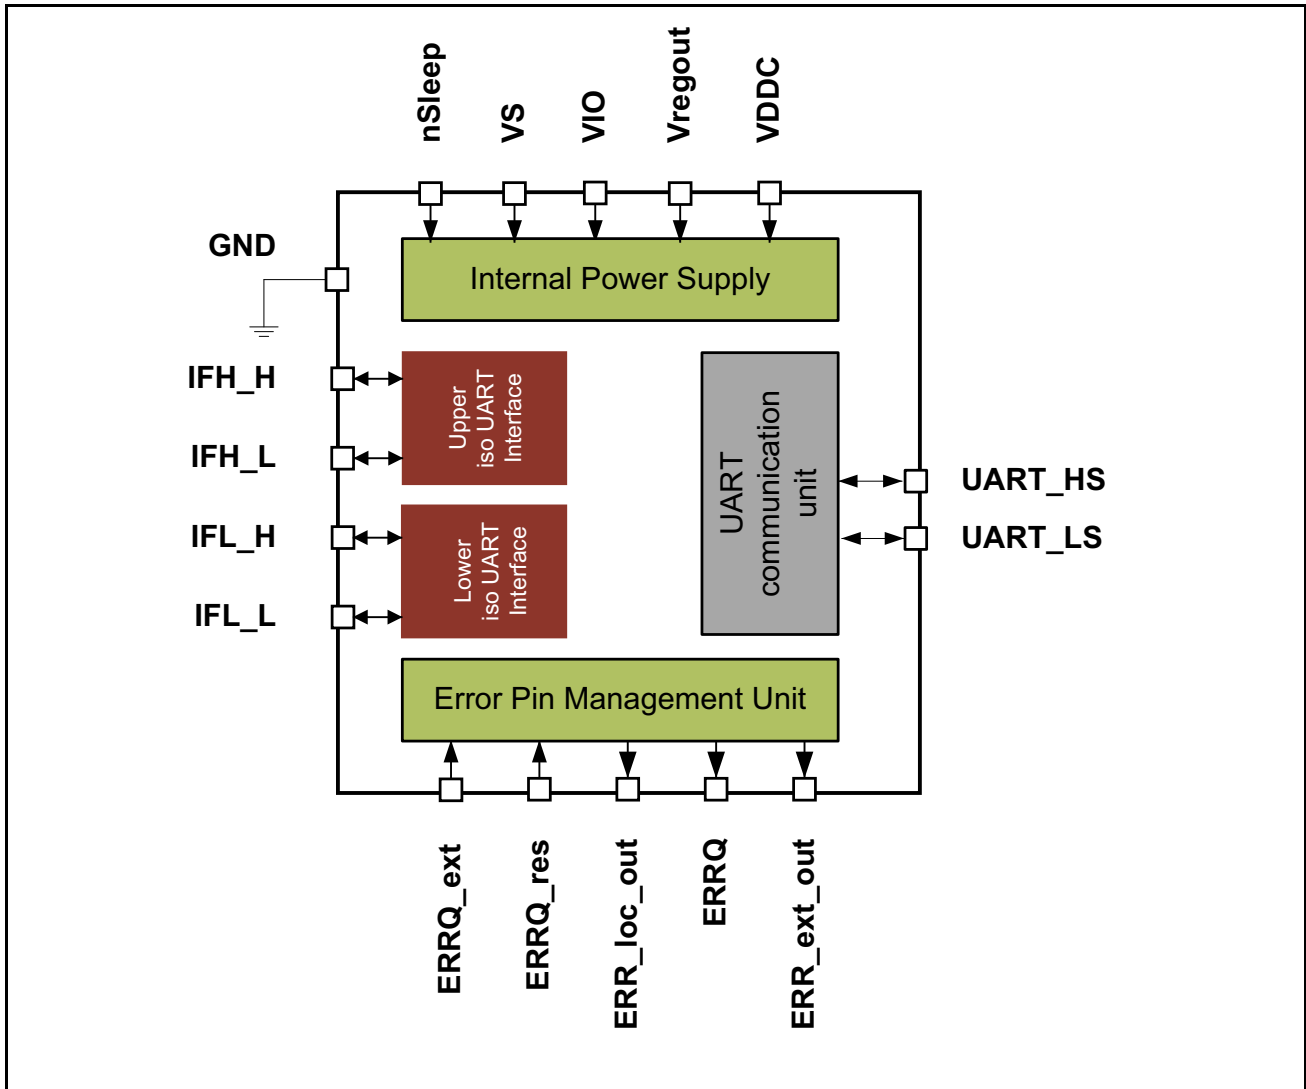 nSleep
VS
VIO
Vregout
VDDC
GND
Internal Power Supply
IFH_H
IFH_L
IFL_H
IFL_L
Upper
iso UART
Interface
Lower
iso UART
Interface
UART
communication
unit
UART_HS
UART_LS
Error Pin Management Unit
ERRQ_ext
ERRQ_res
ERR_loc_out
ERRQ
ERR_ext_out